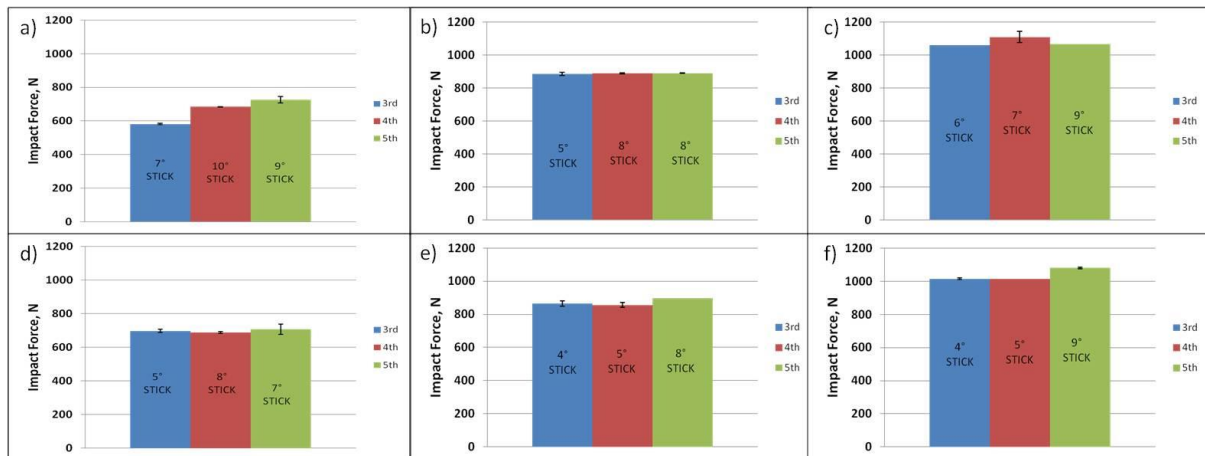 a)
Impact Force, N
1200
1000
800
600
400
200
0
7°
STICK
10°
STICK
9°
STICK
3rd
4th
5th
b)
Impact Force, N
1200
1000
800
600
400
200
0
5°
STICK
8°
STICK
8°
STICK
3rd
4th
5th
c)
Impact Force, N
1200
1000
800
600
400
200
0
6°
STICK
7°
STICK
9°
STICK
3rd
4th
5th
d)
Impact Force, N
1200
1000
800
600
400
200
0
5°
STICK
8°
STICK
7°
STICK
3rd
4th
5th
e)
Impact Force, N
1200
1000
800
600
400
200
0
4°
STICK
5°
STICK
8°
STICK
3rd
4th
5th
f)
Impact Force, N
1200
1000
800
600
400
200
0
4°
STICK
5°
STICK
9°
STICK
3rd
4th
5th